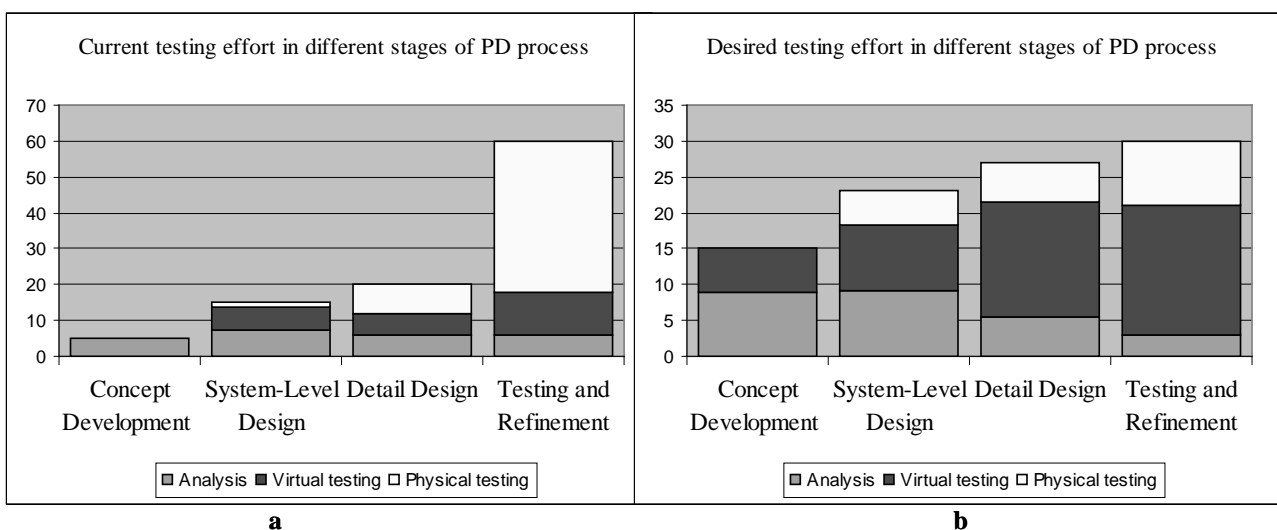 Current testing effort in different stages of PD process
70
60
50
40
30
20
10
0
Concept Development
System-Level Design
Detail Design
Testing and Refinement
Analysis Virtual testing Physical testing
a
Desired testing effort in different stages of PD process
35
30
25
20
15
10
5
0
Concept Development
System-Level Design
Detail Design
Testing and Refinement
Analysis Virtual testing Physical testing
b